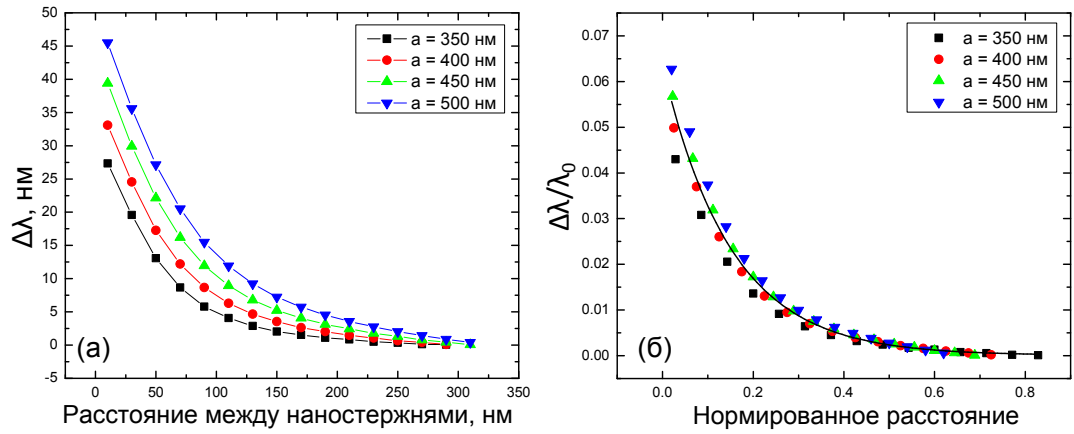 50
45
40
35
30
25
20
15
10
5
0
-5
Δλ, нм
a = 350 нм
a = 400 нм
a = 450 нм
a = 500 нм
(а)
0 50 100 150 200 250 300 350
Расстояние между наностержнями, нм
0.07
0.06
0.05
0.04
0.03
0.02
0.01
0.00
Δλ/λ₀
a = 350 нм
a = 400 нм
a = 450 нм
a = 500 нм
(б)
0.0 0.2 0.4 0.6 0.8
Нормированное расстояние